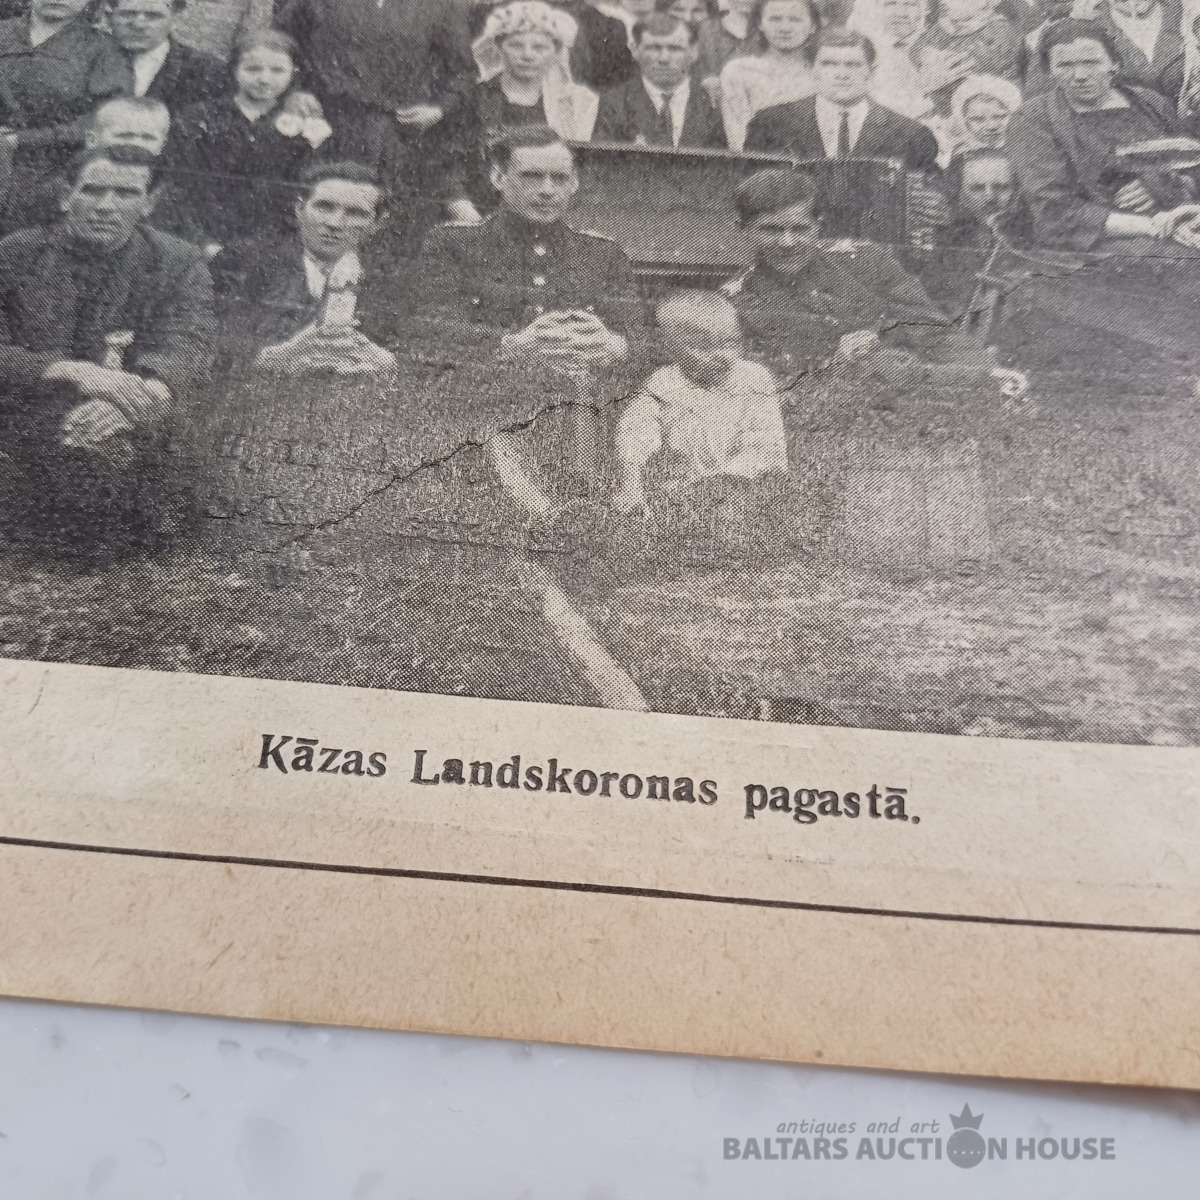 Kāzas Landskoronas pagastā.
antiques and art
BALTARS AUCTION HOUSE